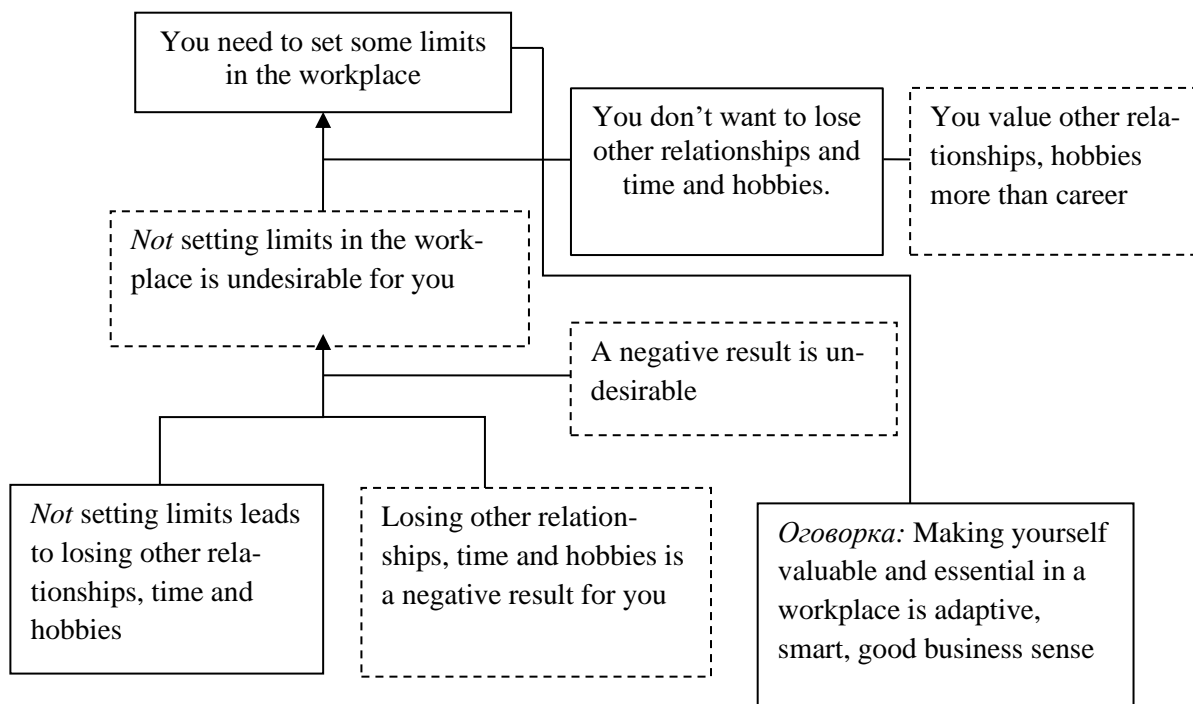 You need to set some limits
in the workplace
You don’t want to lose
other relationships and
time and hobbies.
You value other rela-
tionships, hobbies
more than career
Not setting limits in the work-
place is undesirable for you
A negative result is un-
desirable
Not setting limits leads
to losing other rela-
tionships, time and
hobbies
Losing other relation-
ships, time and hobbies is
a negative result for you
Оговорка: Making yourself
valuable and essential in a
workplace is adaptive,
smart, good business sense